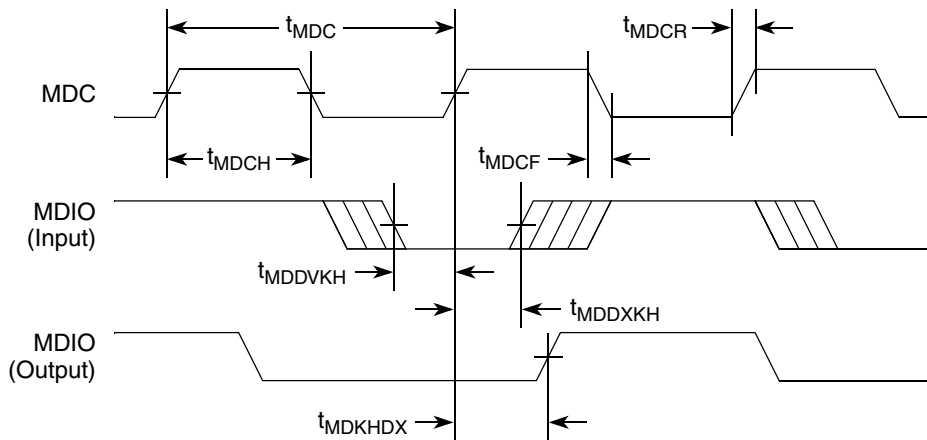 tMDC
tMDCR
MDC
tMDCH
tMDCF
MDIO
(Input)
tMDDVKH
tMDDXKH
MDIO
(Output)
tMDKHDX